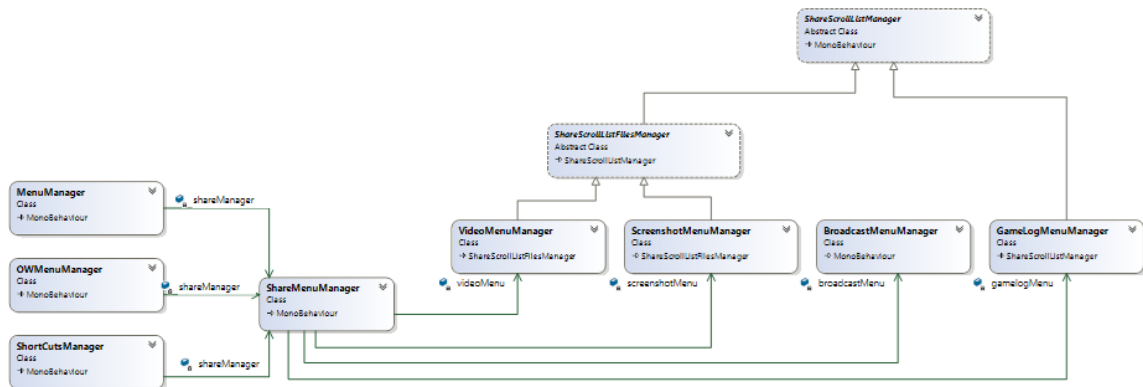 ShareScrollListManager
Abstract Class
MonoBehaviour
ShareScrollListFilesManager
Abstract Class
ShareScrollListManager
MenuManager
Class
MonoBehaviour
_shareManager
VideoMenuManager
Class
ShareScrollListFilesManager
ScreenshotMenuManager
Class
ShareScrollListFilesManager
BroadcastMenuManager
Class
MonoBehaviour
GameLogMenuManager
Class
ShareScrollListManager
OWMenuManager
Class
MonoBehaviour
_shareManager
ShareMenuManager
Class
MonoBehaviour
videoMenu
screenshotMenu
broadcastMenu
gamelogMenu
ShortCutsManager
Class
MonoBehaviour
_shareManager